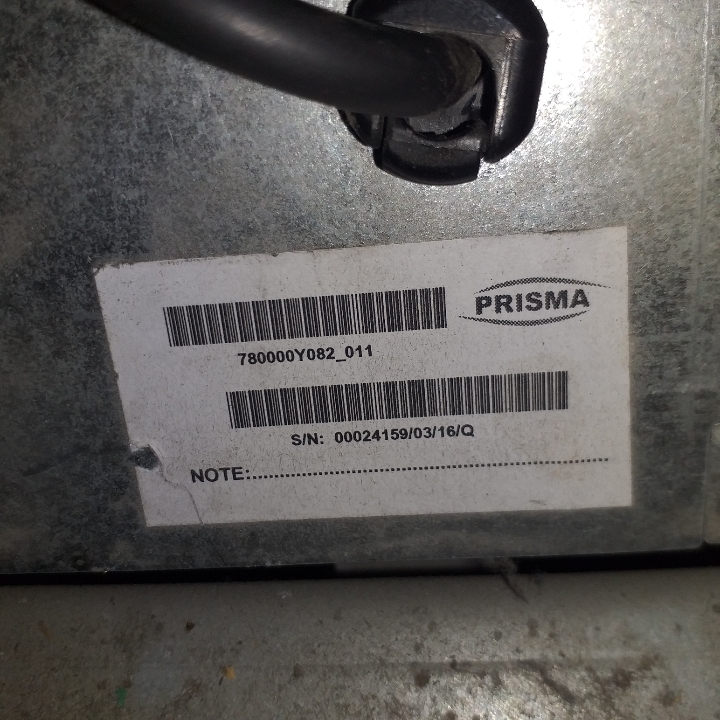 PRISMA
780000Y082_011
S/N: 00024159/03/16/Q
NOTE: